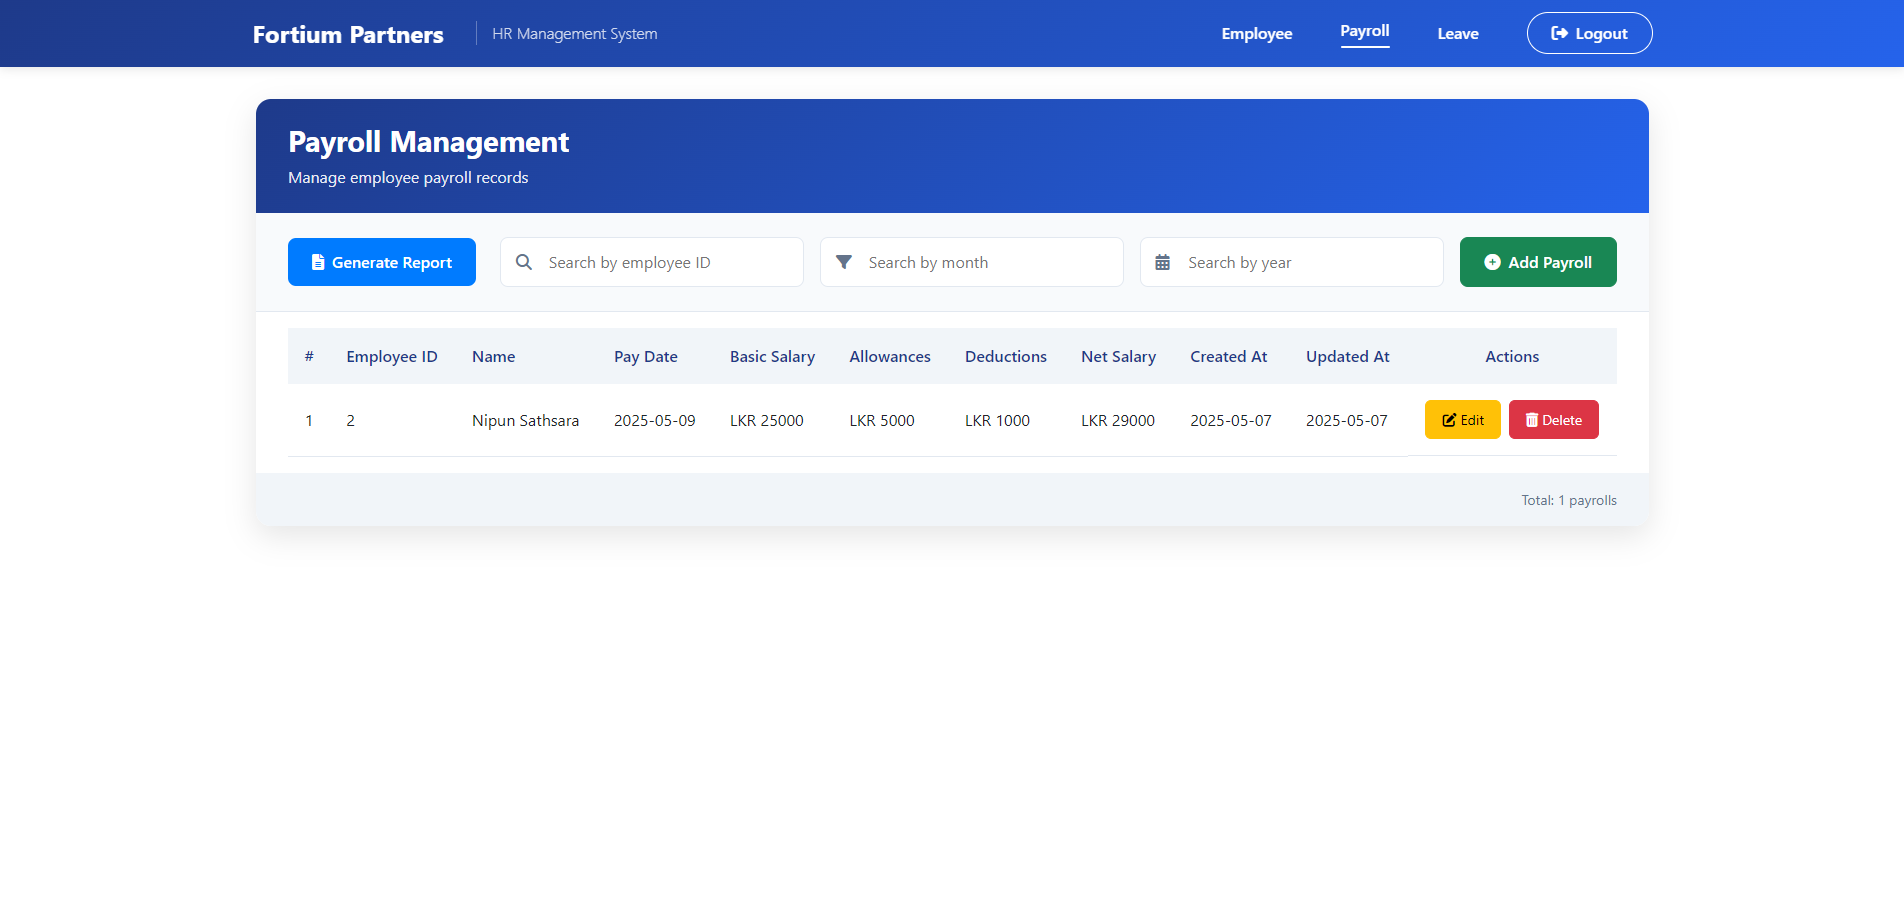 Fortium Partners HR Management System Employee Payroll Leave Logout
Payroll Management
Manage employee payroll records
Generate Report Search by employee ID Search by month Search by year Add Payroll
# Employee ID Name Pay Date Basic Salary Allowances Deductions Net Salary Created At Updated At Actions
1 2 Nipun Sathsara 2025-05-09 LKR 25000 LKR 5000 LKR 1000 LKR 29000 2025-05-07 2025-05-07 Edit Delete
Total: 1 payrolls